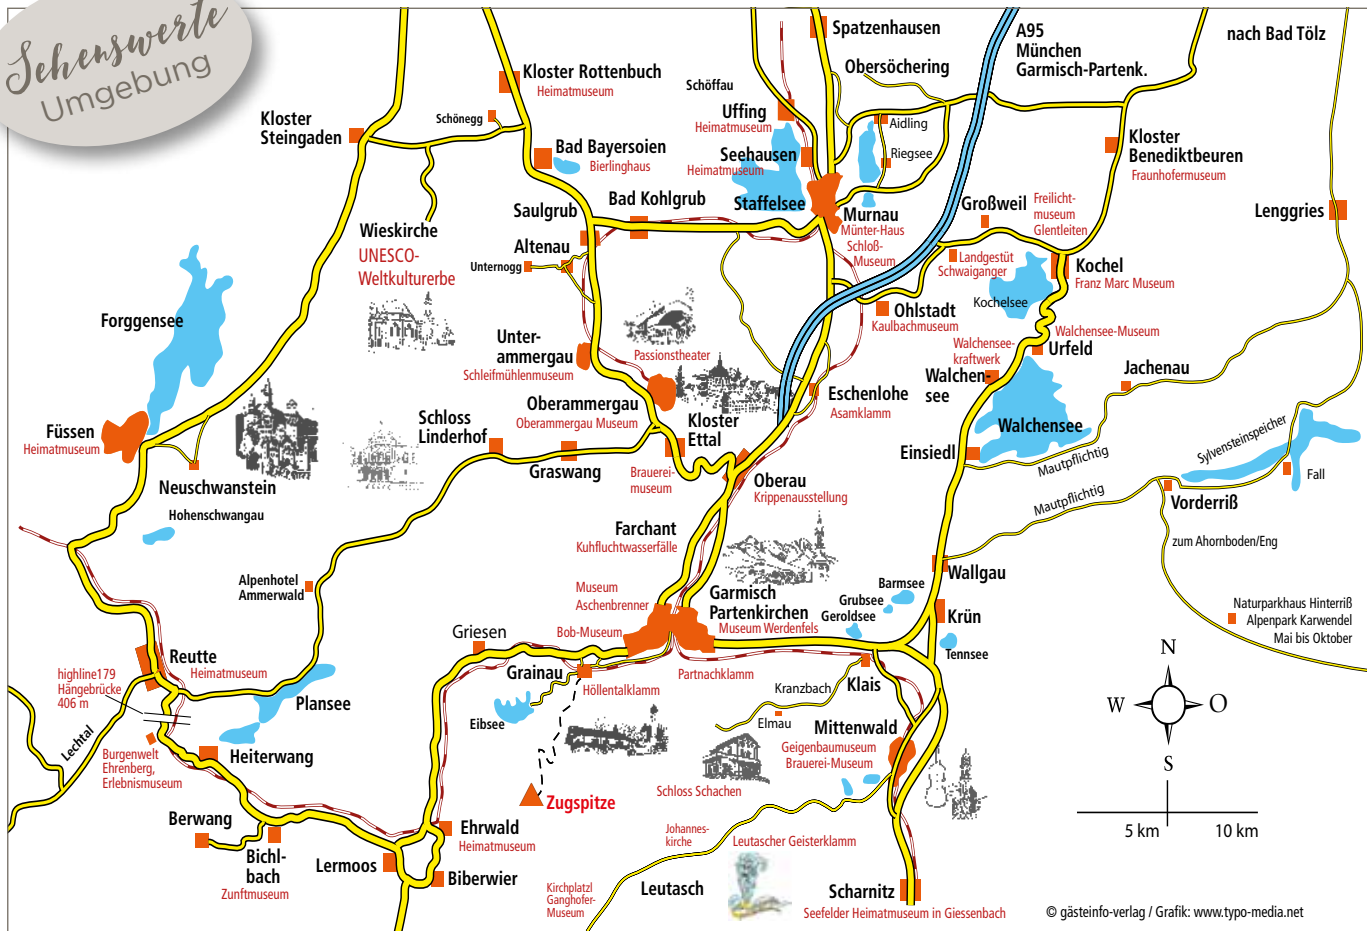 Sehenswerte
Umgebung
Spatzenhausen
A95
München
Garmisch-Partenk.
nach Bad Tölz
Kloster Rottenbuch
Heimatmuseum
Schöffau
Obersöchering
Kloster
Steingaden
Schönegg
Uffing
Heimatmuseum
Aidling
Riegsee
Kloster
Benediktbeuren
Fraunhofermuseum
Bad Bayersoien
Bierlinghaus
Seehausen
Heimatmuseum
Staffelsee
Lenggries
Saulgrub
Bad Kohlgrub
Murnau
Münter-Haus
Schloß-
Museum
Großweil
Freilicht-
museum
Glentleiten
Wieskirche
UNESCO-
Weltkulturerbe
Altenau
Unternogg
Landgestüt
Schwaiganger
Kochel
Franz Marc Museum
Kochelsee
Forggensee
Ohlstadt
Kaulbachmuseum
Unter-
ammergau
Schleifmühlenmuseum
Passionstheater
Walchensee-Museum
Urfeld
Walchensee-
kraftwerk
Walchen-
see
Jachenau
Oberammergau
Oberammergau Museum
Eschenlohe
Asamklamm
Füssen
Heimatmuseum
Schloss
Linderhof
Graswang
Kloster
Ettal
Brauerei-
museum
Walchensee
Einsiedl
Mautpflichtig
Sylvensteinspeicher
Fall
Neuschwanstein
Hohenschwangau
Oberau
Krippenausstellung
Mautpflichtig
Vorderriß
Farchant
Kuhfluchtwasserfälle
zum Ahornboden/Eng
Alpenhotel
Ammerwald
Museum
Aschenbrenner
Garmisch
Partenkirchen
Museum Werdenfels
Bob-Museum
Barmsee
Grubsee
Geroldsee
Wallgau
Krün
Tennsee
Naturparkhaus Hinterriß
Alpenpark Karwendel
Mai bis Oktober
Griesen
Grainau
Höllentalklamm
Partnachklamm
Klais
Kranzbach
Elmau
Reutte
Heimatmuseum
highline179
Hängebrücke
406 m
Plansee
Eibsee
Lechtal
Mittenwald
Geigenbaumuseum
Brauerei-Museum
N
W
O
S
Burgenwelt
Ehrenberg,
Erlebnismuseum
Heiterwang
Schloss Schachen
Zugspitze
Berwang
Bichl-
bach
Zunftmuseum
Lermoos
Ehrwald
Heimatmuseum
Biberwier
Johannes-
kirche
Leutascher Geisterklamm
Kirchplatzl
Ganghofer-
Museum
Leutasch
Scharnitz
Seefelder Heimatmuseum in Giessenbach
5 km
10 km
© gästeinfo-verlag / Grafik: www.typo-media.net